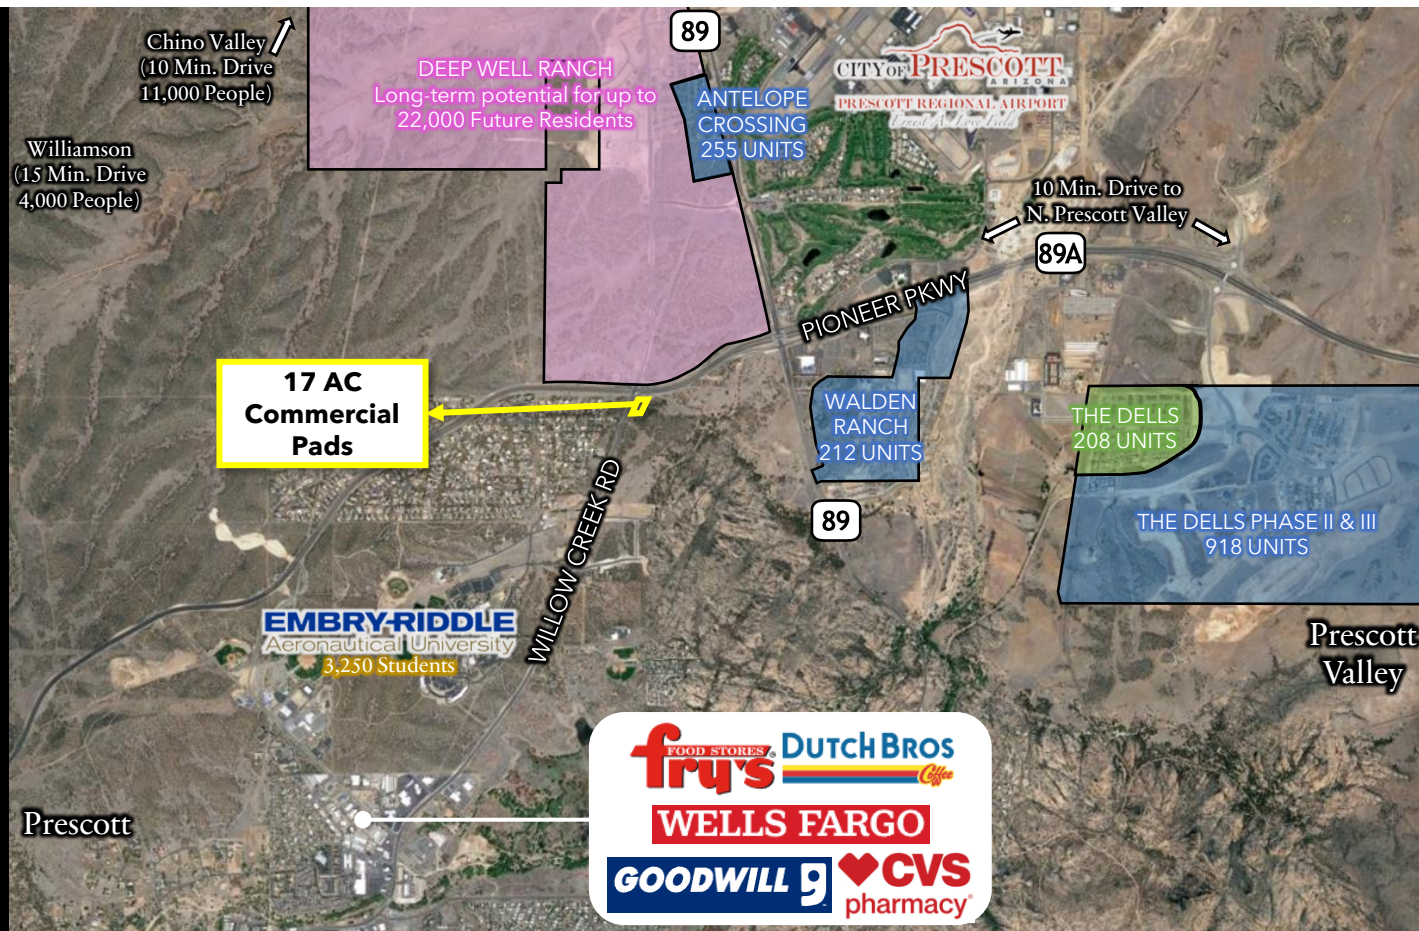 Chino Valley
(10 Min. Drive
11,000 People)
Williamson
(15 Min. Drive
4,000 People)
DEEP WELL RANCH
Long-term potential for up to
22,000 Future Residents
89
ANTELOPE
CROSSING
255 UNITS
CITY OF PRESCOTT
ARIZONA
PRESCOTT REGIONAL AIRPORT
Ernest A. Love Field
10 Min. Drive to
N. Prescott Valley
89A
PIONEER PKWY
17 AC
Commercial
Pads
WALDEN
RANCH
212 UNITS
THE DELLS
208 UNITS
89
THE DELLS PHASE II & III
918 UNITS
WILLOW CREEK RD
EMBRY-RIDDLE
Aeronautical University
3,250 Students
Prescott
Valley
Prescott
fry's
FOOD STORES
DUTCH BROS
Coffee
WELLS FARGO
GOODWILL g
CVS
pharmacy